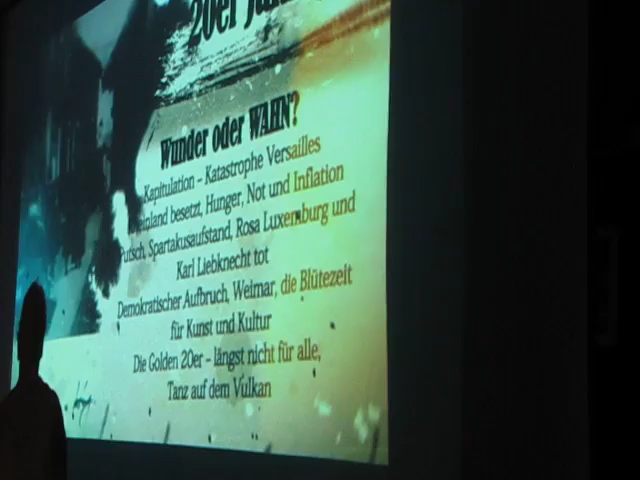 20er
Wunder oder WAHN?
Kapitulation – Katastrophe Versailles
besetzt, Hunger, Not und Inflation
Spartakusaufstand, Rosa Luxemburg und
Karl Liebknecht tot
Demokratischer Aufbruch, Weimar, die Blütezeit
für Kunst und Kultur
Die Golden 20er – längst nicht für alle,
Tanz auf dem Vulkan